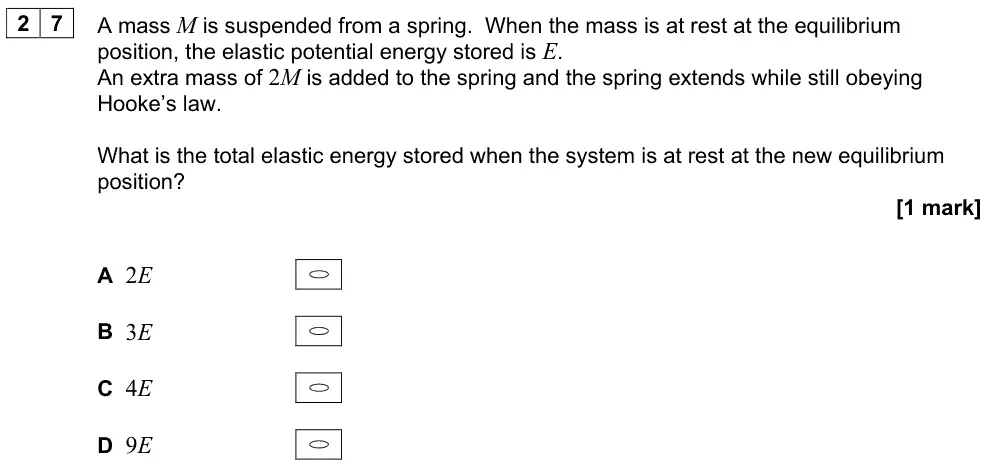 2 7 A mass M is suspended from a spring. When the mass is at rest at the equilibrium
position, the elastic potential energy stored is E.
An extra mass of 2M is added to the spring and the spring extends while still obeying
Hooke's law.
What is the total elastic energy stored when the system is at rest at the new equilibrium
position?
[1 mark]
A 2E
B 3E
C 4E
D 9E